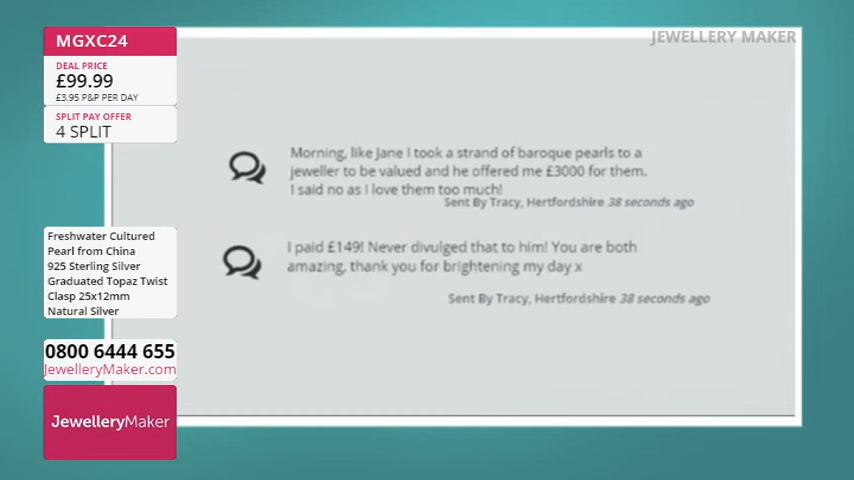 MGXC24
DEAL PRICE
£99.99
£3.95 P&P PER DAY
SPLIT PAY OFFER
4 SPLIT
JEWELLERY MAKER
Morning, like Jane I took a strand of baroque pearls to a
jeweller to be valued and he offered me £3000 for them.
I said no as I love them too much!
Sent By Tracy, Hertfordshire 38 seconds ago
I paid £149! Never divulged that to him! You are both
amazing, thank you for brightening my day x
Sent By Tracy, Hertfordshire 38 seconds ago
Freshwater Cultured
Pearl from China
925 Sterling Silver
Graduated Topaz Twist
Clasp 25x12mm
Natural Silver
0800 6444 655
JewelleryMaker.com
JewelleryMaker